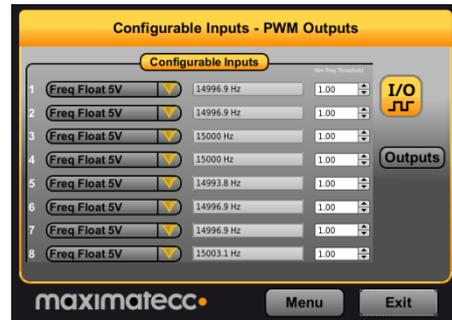 Configurable Inputs - PWM Outputs
Configurable Inputs
Min Freq Threshold
1 Freq Float 5V 14996.9 Hz 1.00
2 Freq Float 5V 14996.9 Hz 1.00
3 Freq Float 5V 15000 Hz 1.00
4 Freq Float 5V 15000 Hz 1.00
5 Freq Float 5V 14993.8 Hz 1.00
6 Freq Float 5V 14996.9 Hz 1.00
7 Freq Float 5V 14996.9 Hz 1.00
8 Freq Float 5V 15003.1 Hz 1.00
I/O
Outputs
maximatecc
Menu
Exit